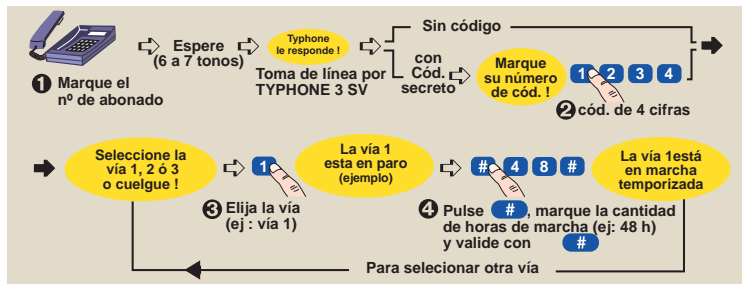 ❶ Marque el
nº de abonado
Espere
(6 a 7 tonos)
Typhone
le responde !
Toma de línea por
TYPHONE 3 SV
Sin código
con
Cód.
secreto
Marque
su número
de cód. !
1 2 3 4
❷ cód. de 4 cifras
Seleccione la
vía 1, 2 ó 3
o cuelgue !
1
❸ Elija la vía
(ej : vía 1)
La vía 1
esta en paro
(ejemplo)
# 4 8 #
❹ Pulse # , marque la cantidad
de horas de marcha (ej: 48 h)
y valide con #
La vía 1está
en marcha
temporizada
Para selecionar otra vía